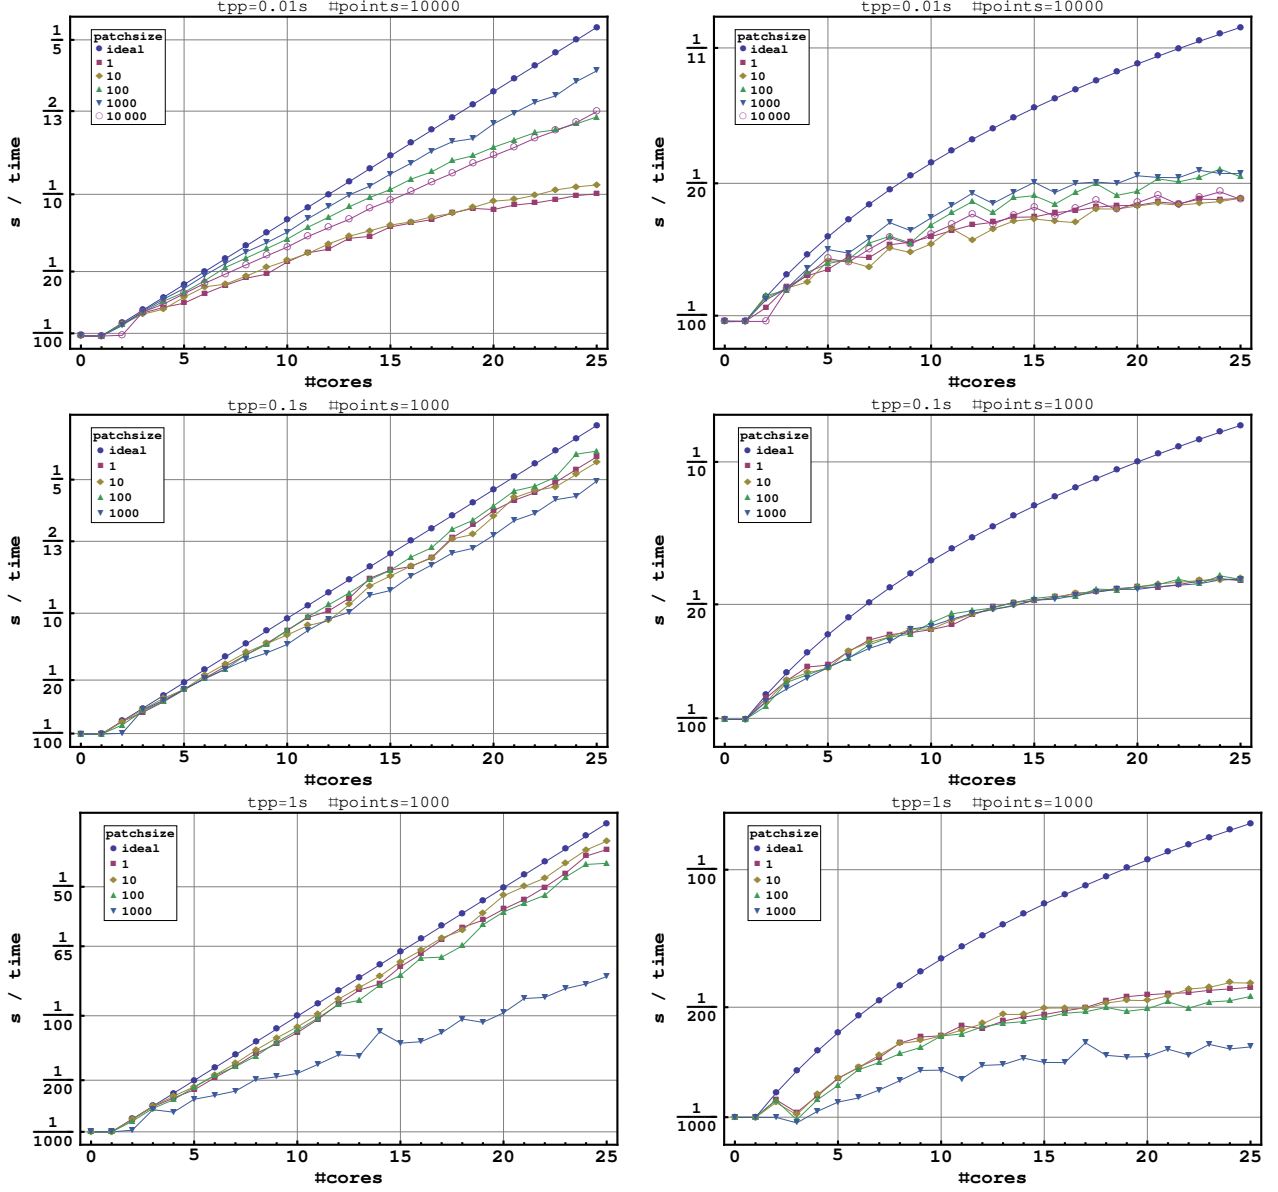 tpp=0.01s #points=10000
patchsize
ideal
1
10
100
1000
10 000
1/5
2/13
1/10
1/20
1/100
s / time
0 5 10 15 20 25
#cores
tpp=0.01s #points=10000
patchsize
ideal
1
10
100
1000
10 000
1/11
1/20
1/100
s / time
0 5 10 15 20 25
#cores
tpp=0.1s #points=1000
patchsize
ideal
1
10
100
1000
1/5
2/13
1/10
1/20
1/100
s / time
0 5 10 15 20 25
#cores
tpp=0.1s #points=1000
patchsize
ideal
1
10
100
1000
1/10
1/20
1/100
s / time
0 5 10 15 20 25
#cores
tpp=1s #points=1000
patchsize
ideal
1
10
100
1000
1/50
1/65
1/100
1/200
1/1000
s / time
0 5 10 15 20 25
#cores
tpp=1s #points=1000
patchsize
ideal
1
10
100
1000
1/100
1/200
1/1000
s / time
0 5 10 15 20 25
#cores